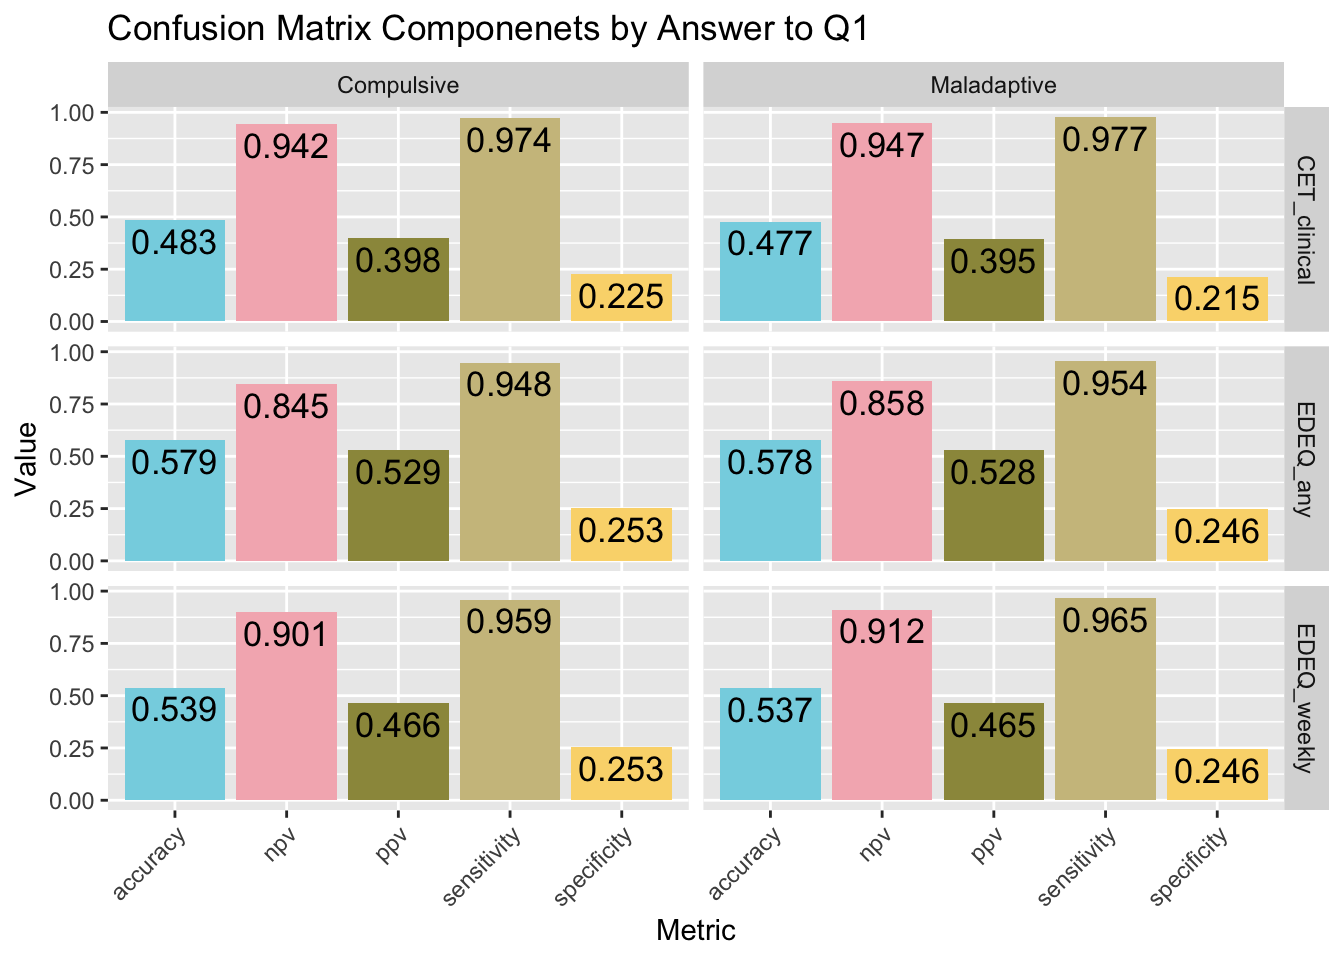 Confusion Matrix Componenets by Answer to Q1
Compulsive
Maladaptive
1.00
0.75
0.50
0.25
0.00
0.483
0.942
0.398
0.974
0.225
0.477
0.947
0.395
0.977
0.215
CET_clinical
1.00
0.75
0.50
0.25
0.00
0.579
0.845
0.529
0.948
0.253
0.578
0.858
0.528
0.954
0.246
EDEQ_any
1.00
0.75
0.50
0.25
0.00
0.539
0.901
0.466
0.959
0.253
0.537
0.912
0.465
0.965
0.246
EDEQ_weekly
Value
accuracy
npv
ppv
sensitivity
specificity
accuracy
npv
ppv
sensitivity
specificity
Metric